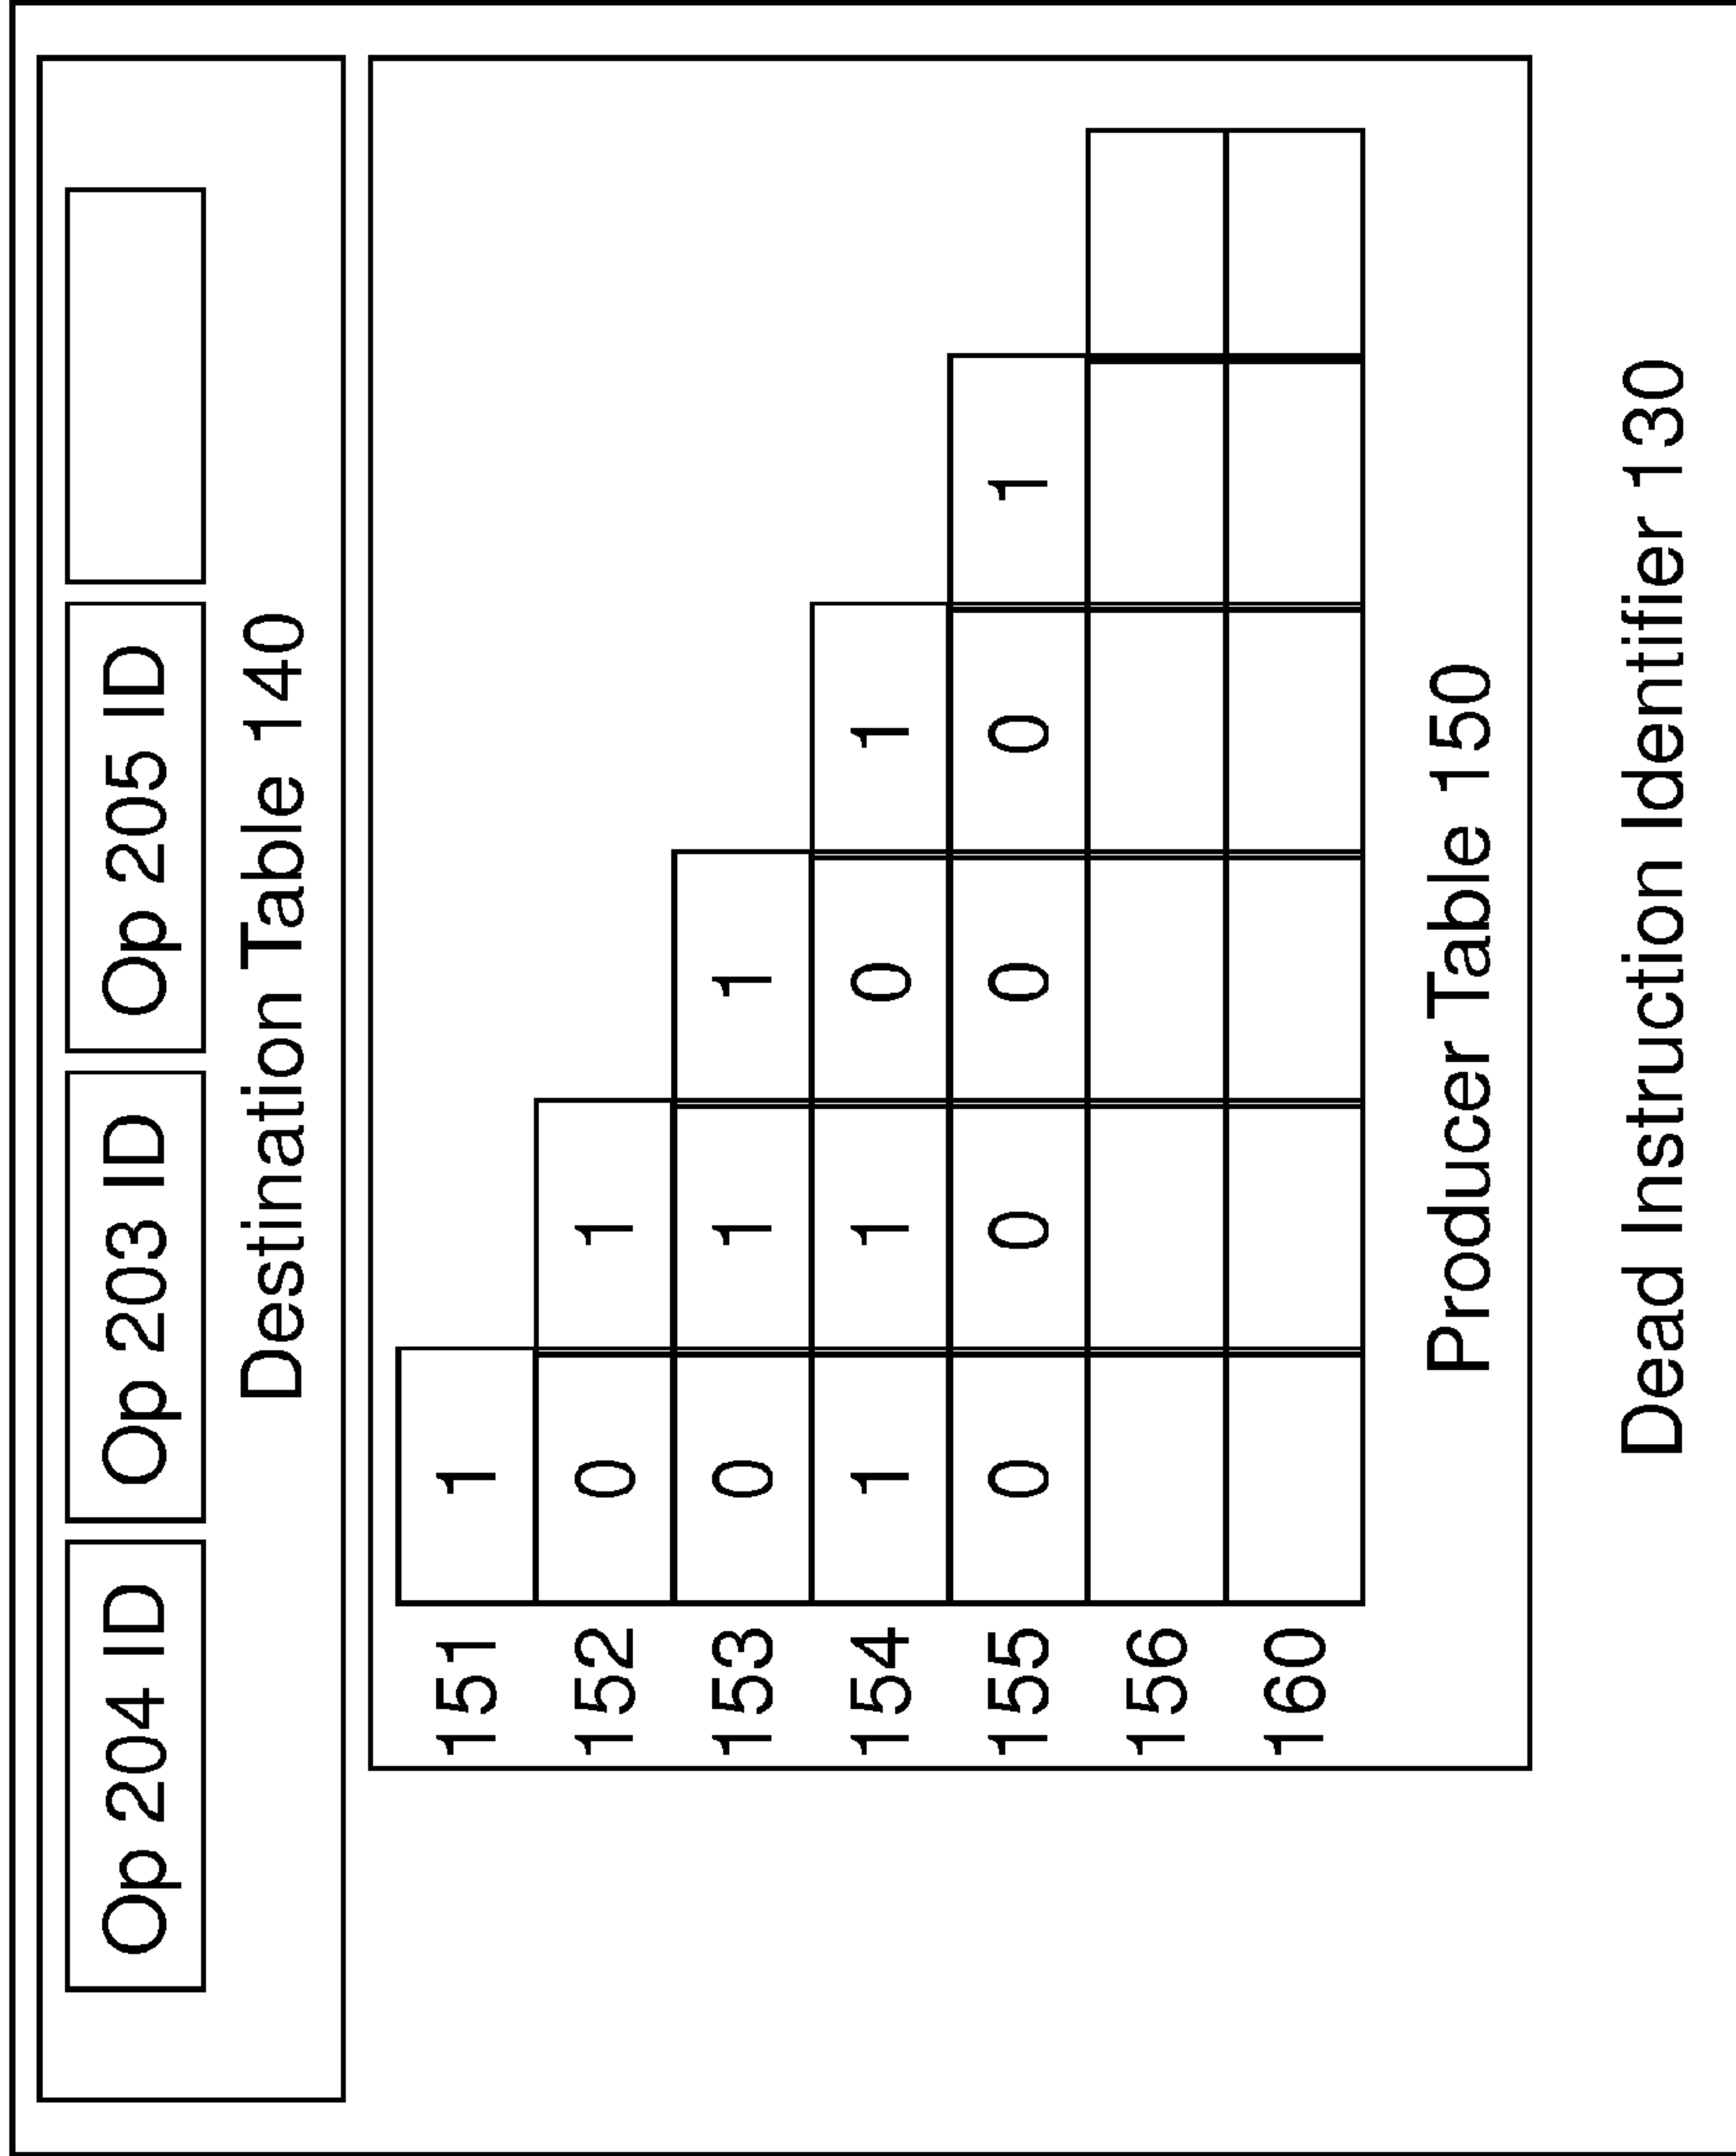 Op 204 ID Op 203 ID Op 205 ID
Destination Table 140
151 1
152 0 1
153 0 1 1
154 1 1 0 1
155 0 0 0 0 1
156
160
Producer Table 150
Dead Instruction Identifier 130